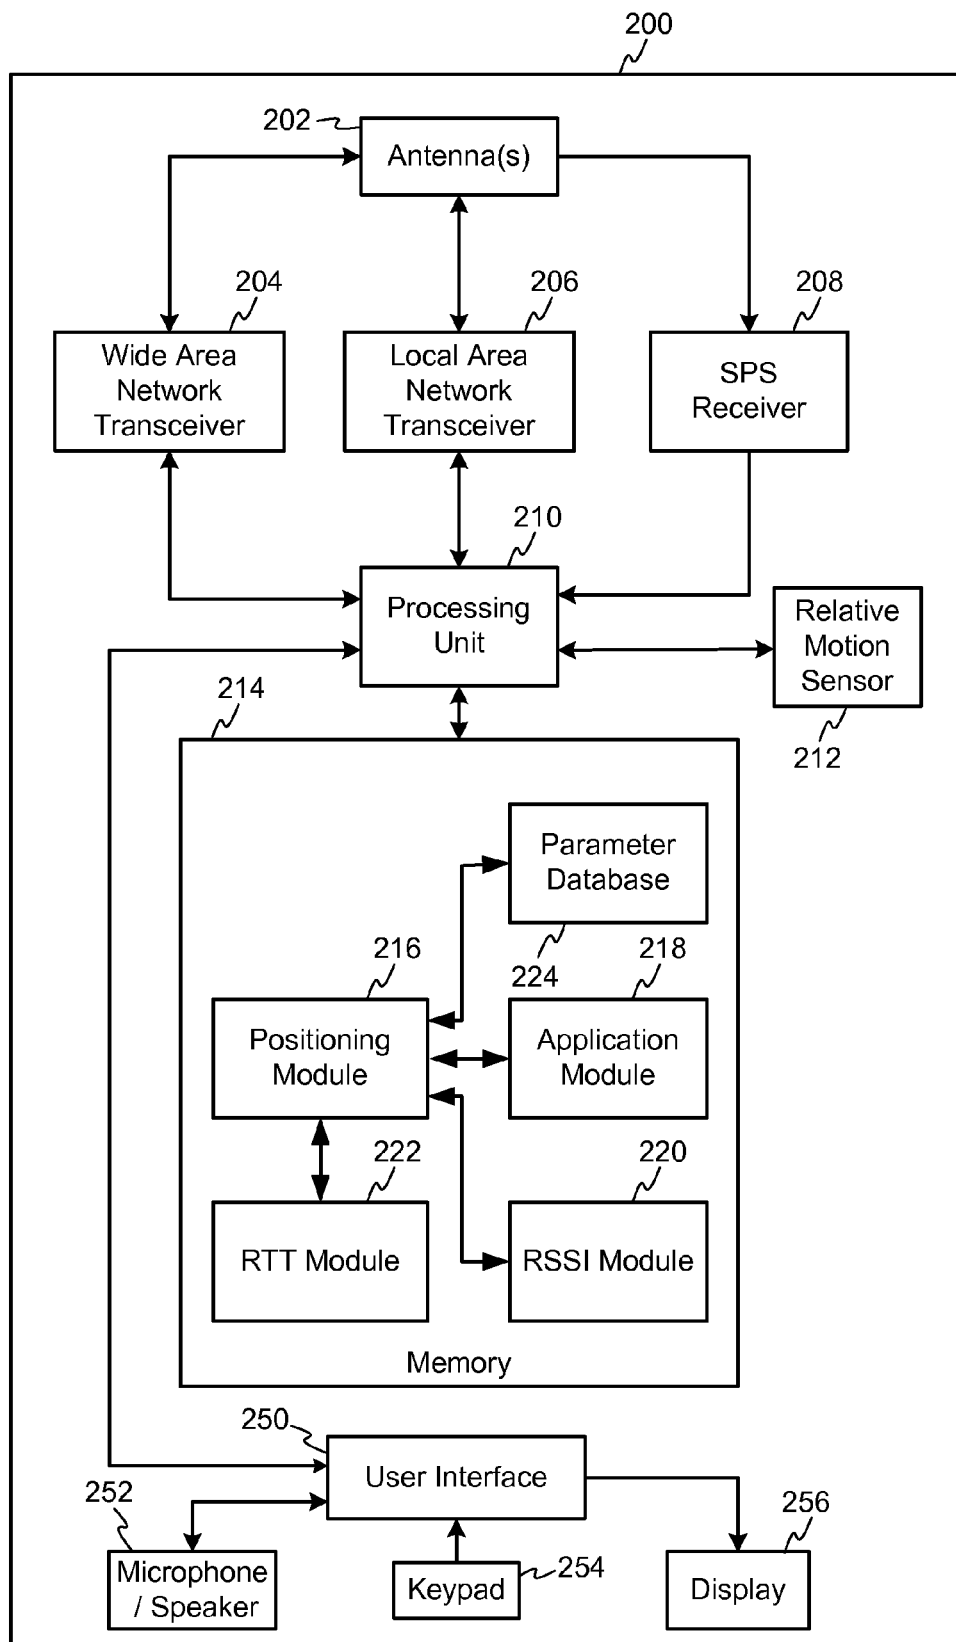 200
202
Antenna(s)
204
206
208
Wide Area
Network
Transceiver
Local Area
Network
Transceiver
SPS
Receiver
210
Processing
Unit
Relative
Motion
Sensor
212
214
Parameter
Database
224
216
218
Positioning
Module
Application
Module
222
220
RTT Module
RSSI Module
Memory
250
User Interface
252
256
Microphone
/ Speaker
Keypad
254
Display